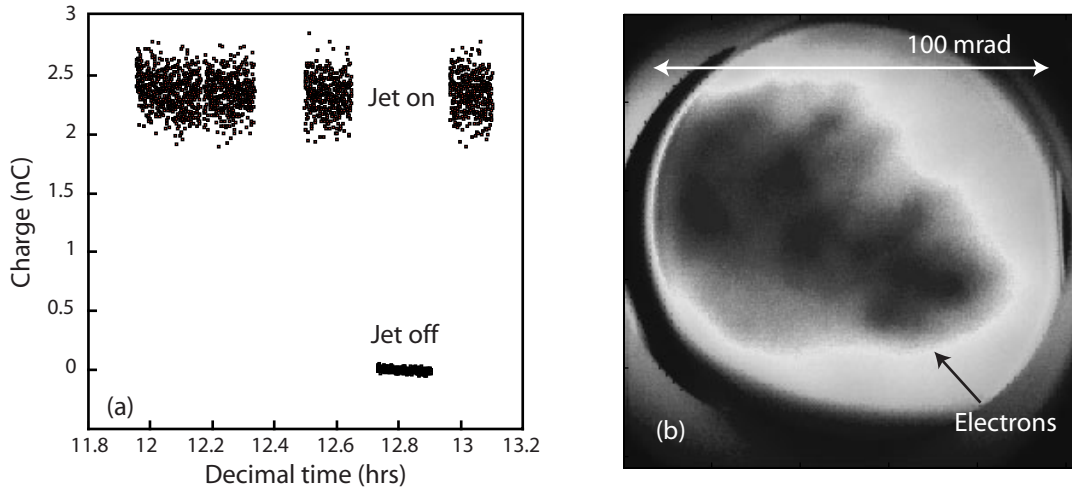 3
2.5
2
1.5
1
0.5
0
Charge (nC)
Jet on
Jet off
(a)
11.8 12 12.2 12.4 12.6 12.8 13 13.2
Decimal time (hrs)
100 mrad
Electrons
(b)